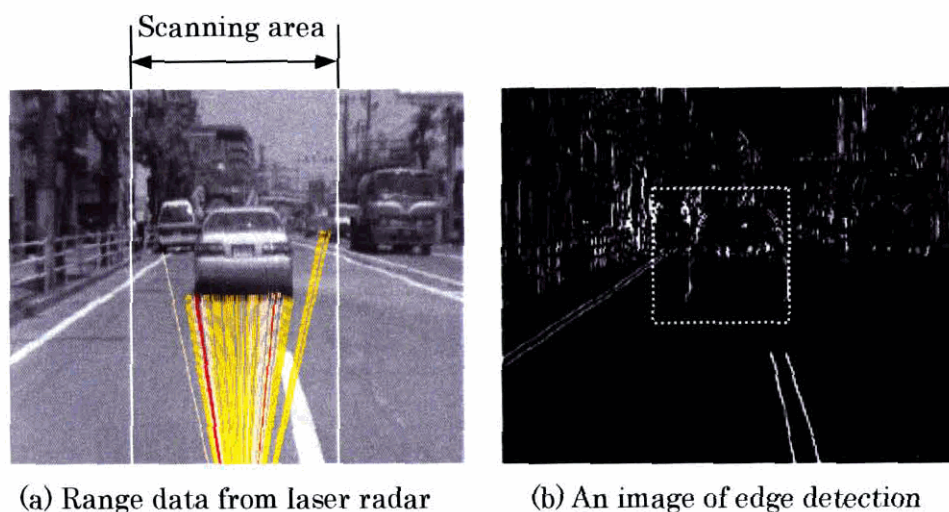 Scanning area
(a) Range data from laser radar
(b) An image of edge detection